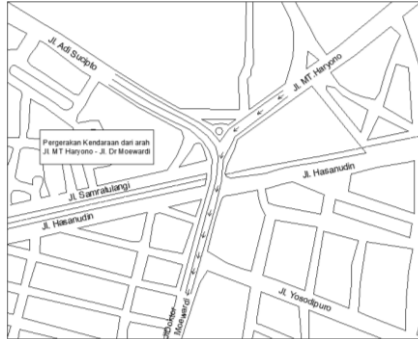 Jl. Adi Sucipto
Jl. MT. Haryono
Pergerakan Kendaraan dari arah
Jl. MT Haryono - Jl. Dr Moewardi
Jl. Hasanudin
Jl. Samratulangi
Jl. Hasanudin
Jl. Yosodipuro
Dokter
Moewardi